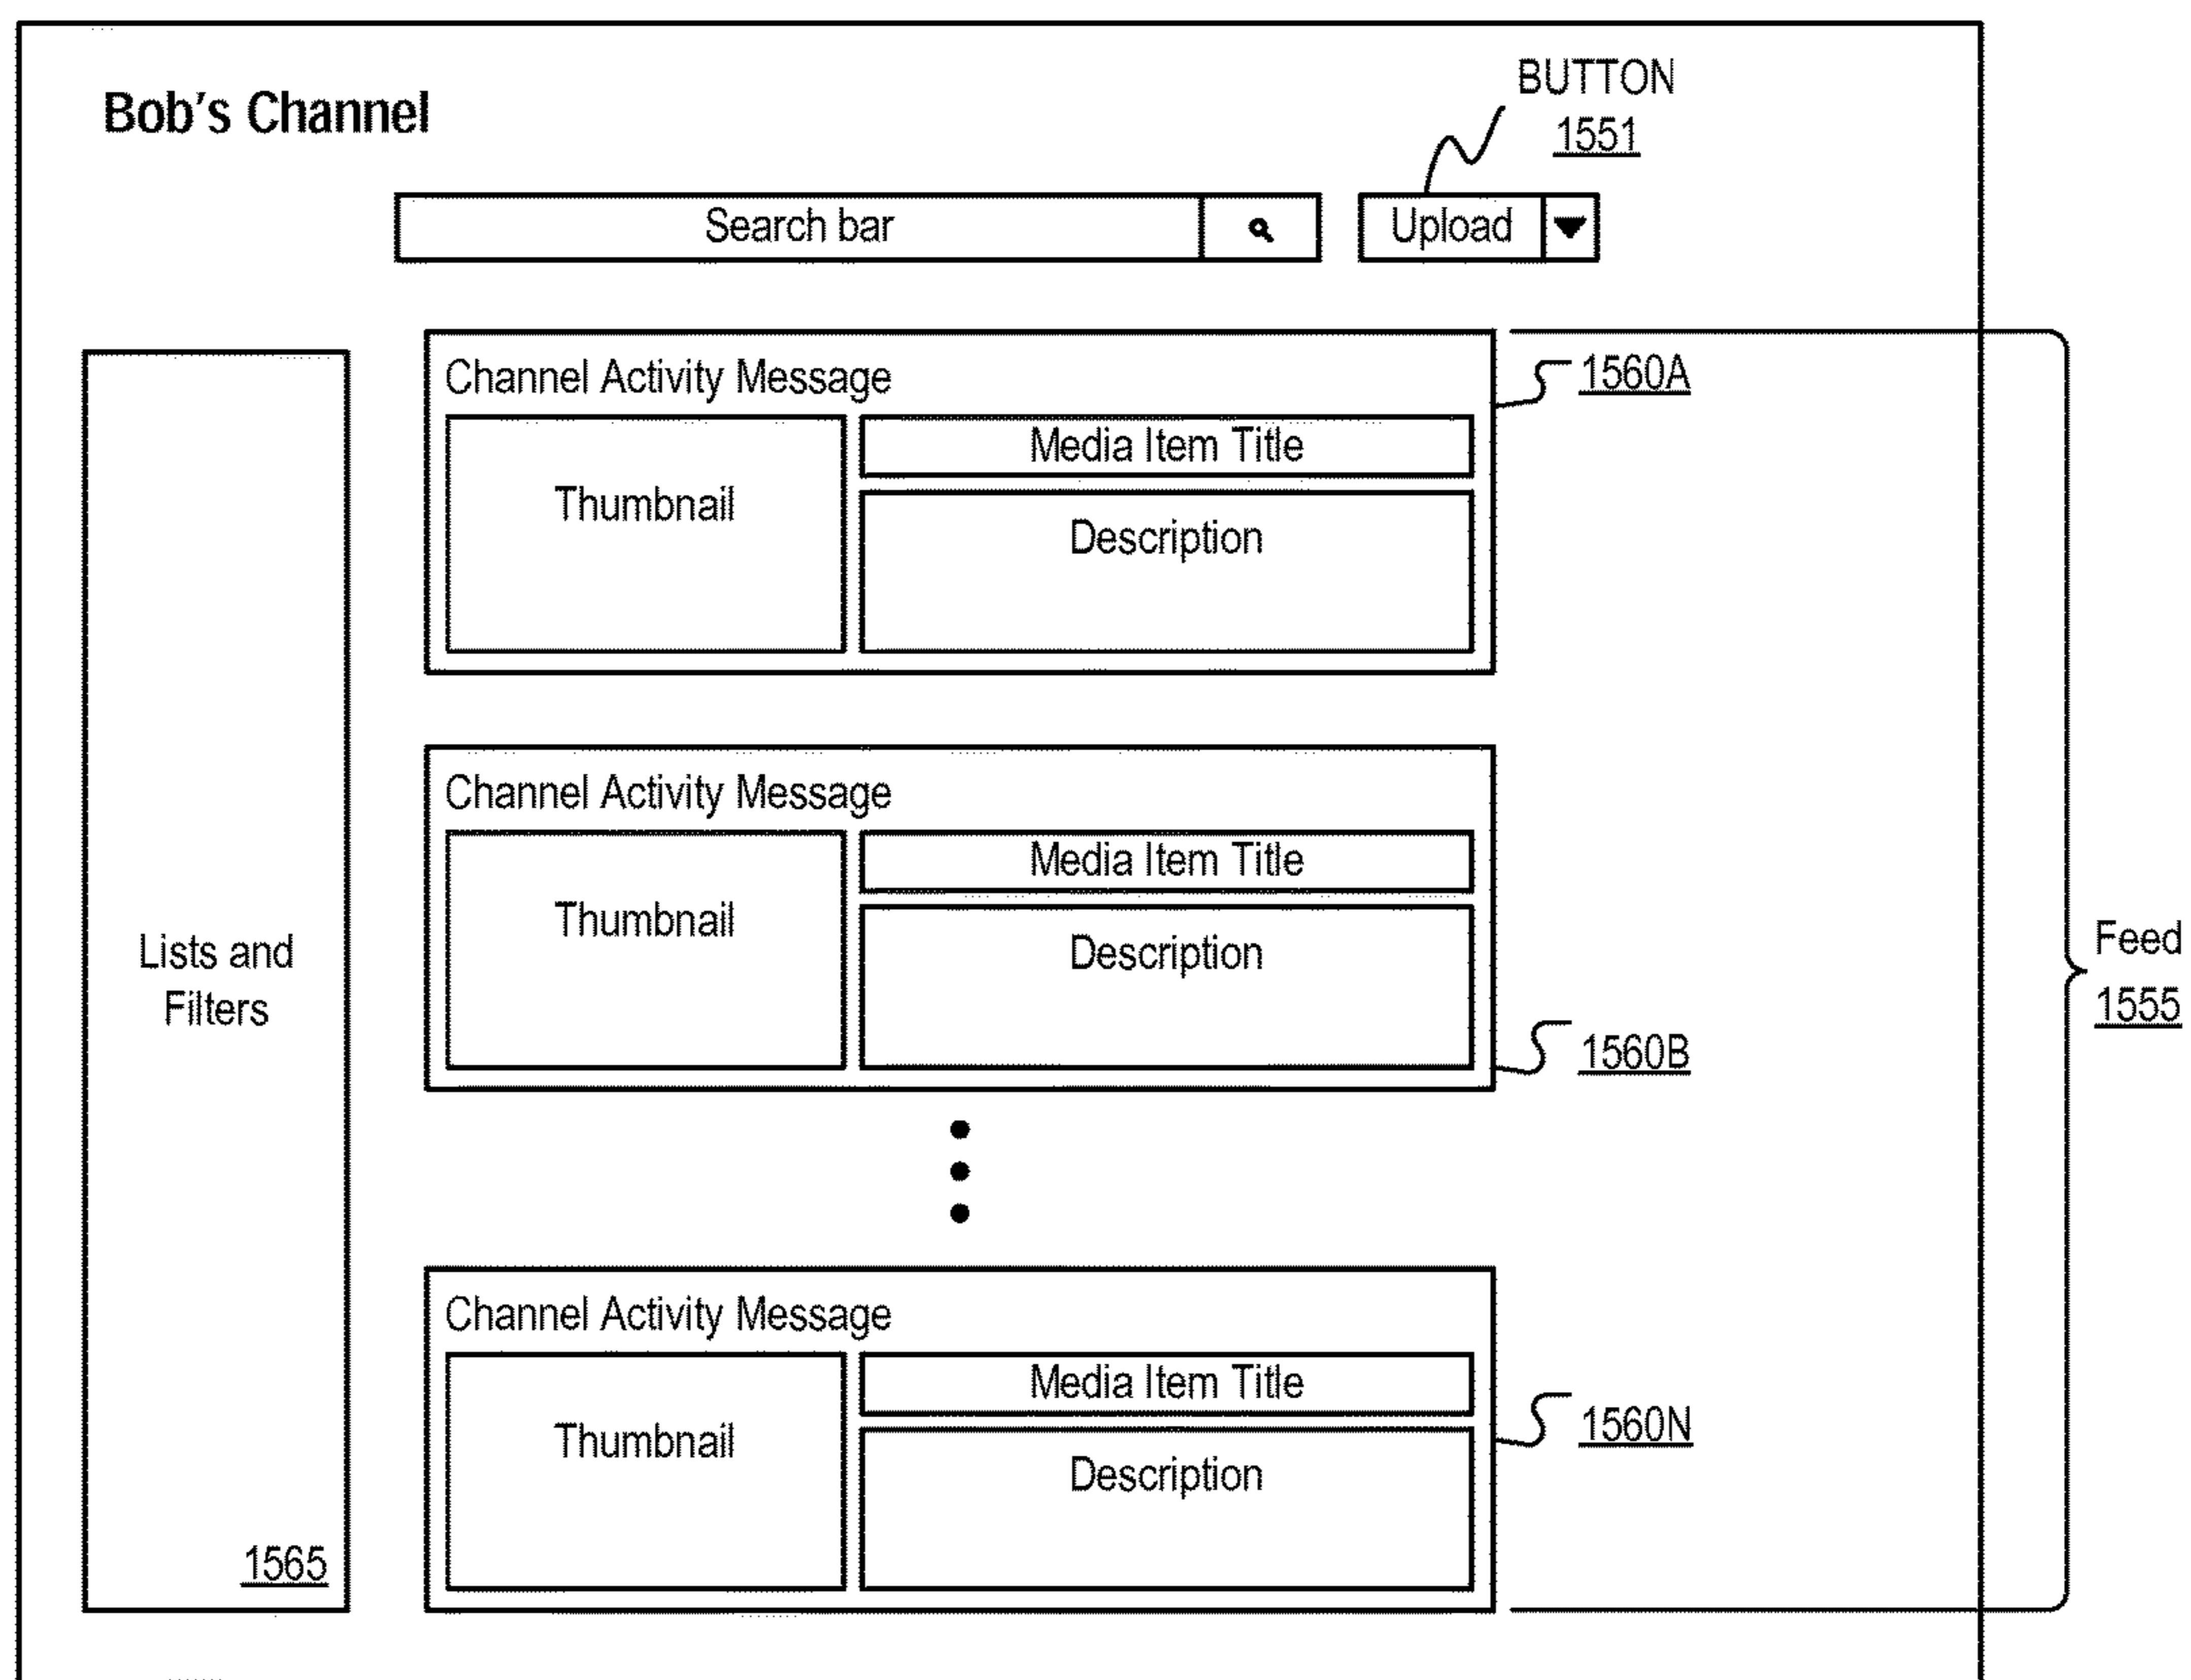 Bob's Channel
BUTTON
1551
Search bar
Upload
Channel Activity Message
1560A
Thumbnail
Media Item Title
Description
Channel Activity Message
Thumbnail
Media Item Title
Description
1560B
Lists and
Filters
Feed
1555
Channel Activity Message
Thumbnail
Media Item Title
Description
1560N
1565